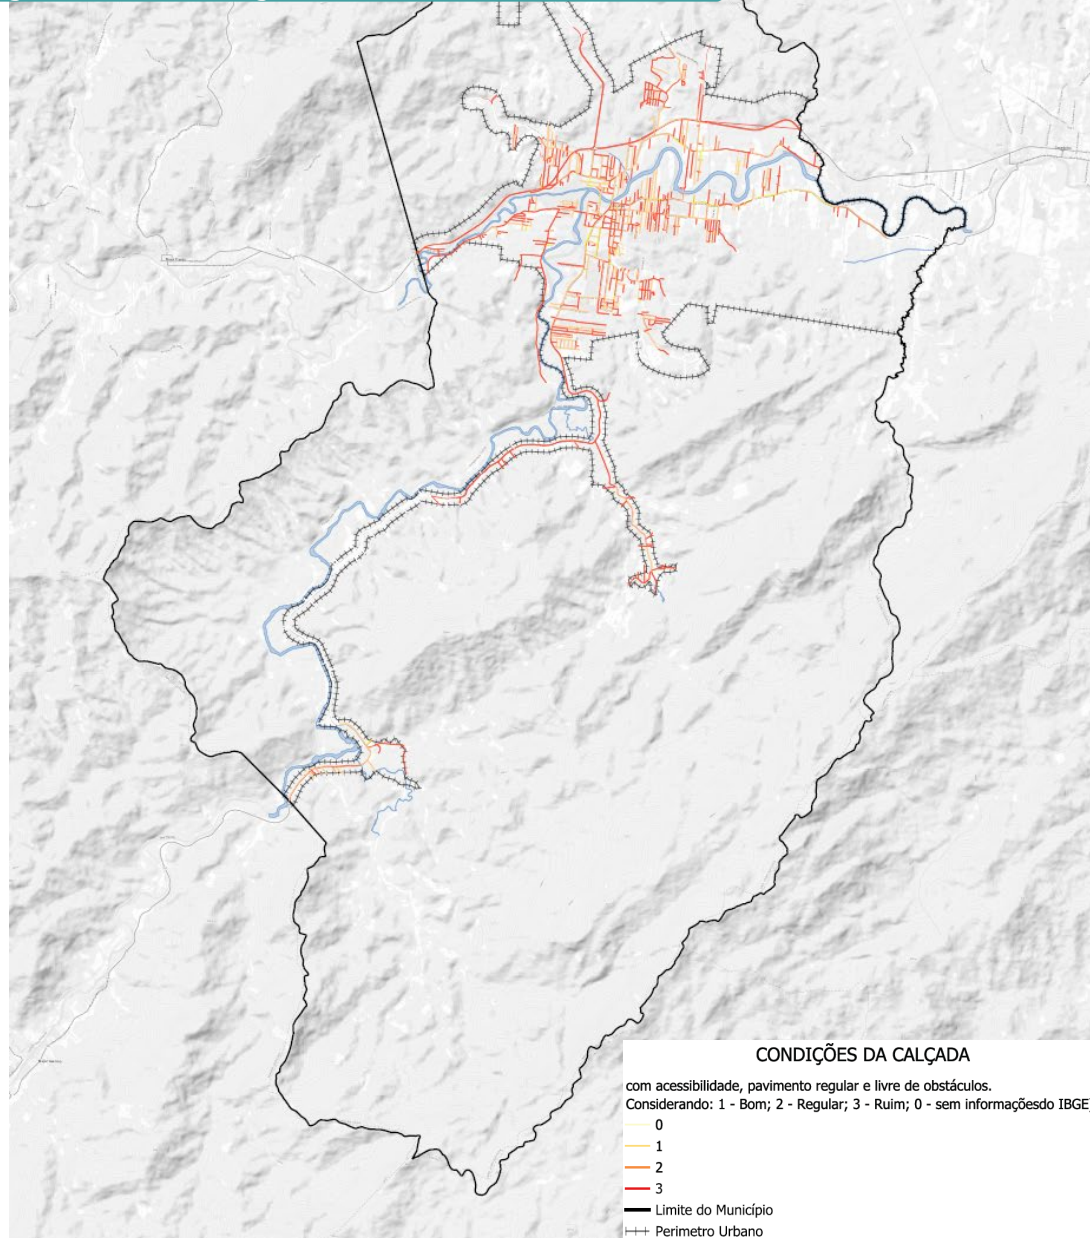 CONDIÇÕES DA CALÇADA
com acessibilidade, pavimento regular e livre de obstáculos.
Considerando: 1 - Bom; 2 - Regular; 3 - Ruim; 0 - sem informaçõesdo IBGE
0
1
2
3
Limite do Município
Perimetro Urbano